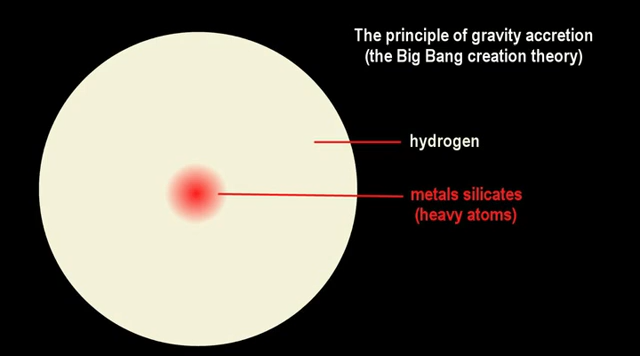 The principle of gravity accretion
(the Big Bang creation theory)
hydrogen
metals silicates
(heavy atoms)